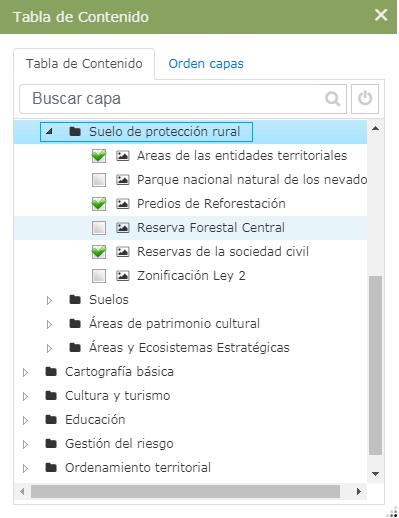 Tabla de Contenido
Tabla de Contenido Orden capas
Buscar capa
Suelo de protección rural
Areas de las entidades territoriales
Parque nacional natural de los nevado
Predios de Reforestación
Reserva Forestal Central
Reservas de la sociedad civil
Zonificación Ley 2
Suelos
Áreas de patrimonio cultural
Áreas y Ecosistemas Estratégicas
Cartografía básica
Cultura y turismo
Educación
Gestión del riesgo
Ordenamiento territorial